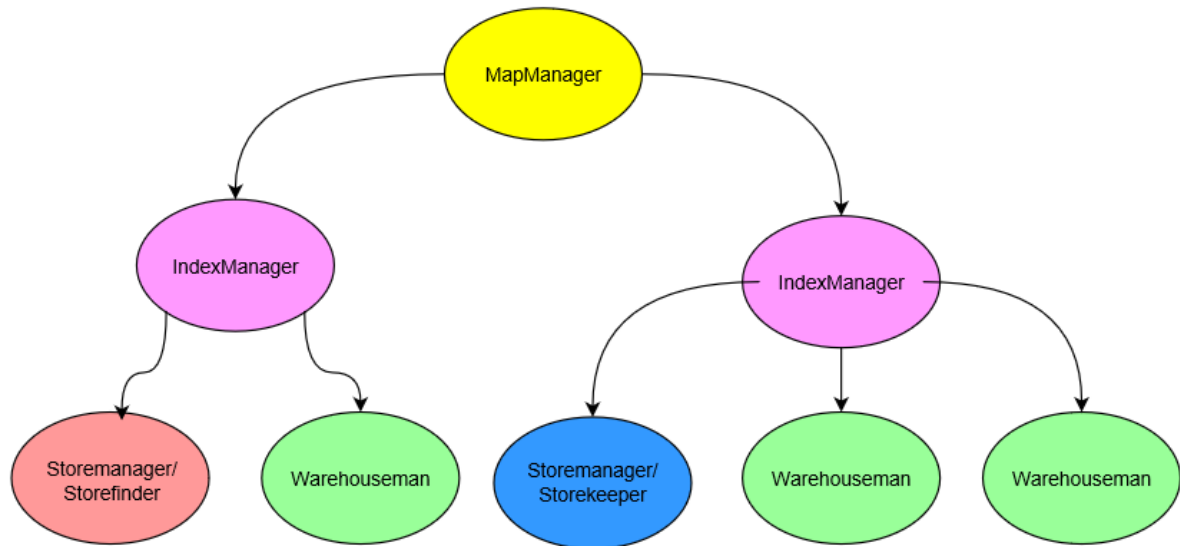 MapManager
IndexManager
IndexManager
Storemanager/
Storefinder
Warehouseman
Storemanager/
Storekeeper
Warehouseman
Warehouseman